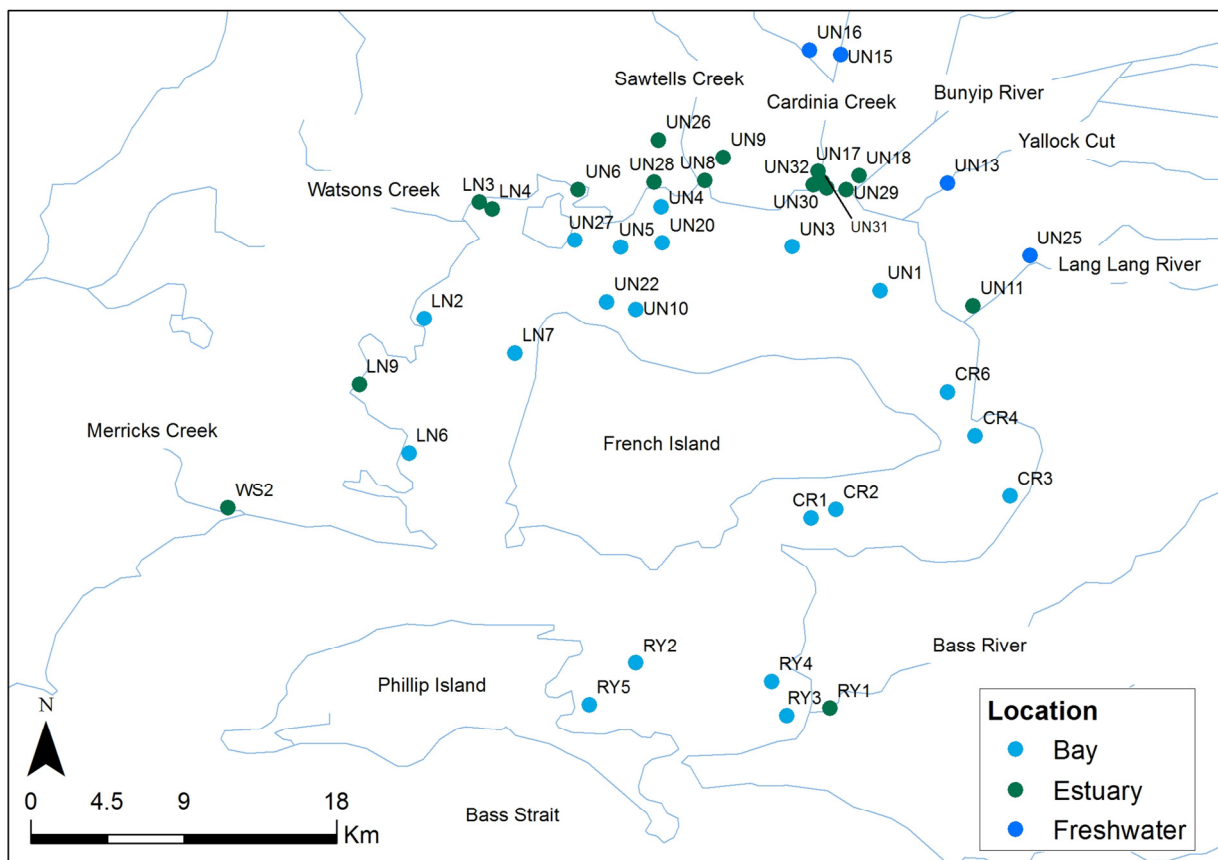 UN16
UN15
Sawtells Creek
Cardinia Creek
Bunyip River
UN26
Yallock Cut
UN9
UN17
UN32
UN18
UN28
UN8
UN13
UN6
Watsons Creek
LN3
LN4
UN4
UN30
UN29
UN31
UN27
UN5
UN20
UN3
UN25
Lang Lang River
UN1
UN22
UN10
UN11
LN2
LN7
LN9
CR6
CR4
Merricks Creek
LN6
French Island
WS2
CR1
CR2
CR3
RY2
RY4
Bass River
Phillip Island
RY5
RY3
RY1
N
Location
Bay
Estuary
Freshwater
0 4.5 9 18
Km
Bass Strait